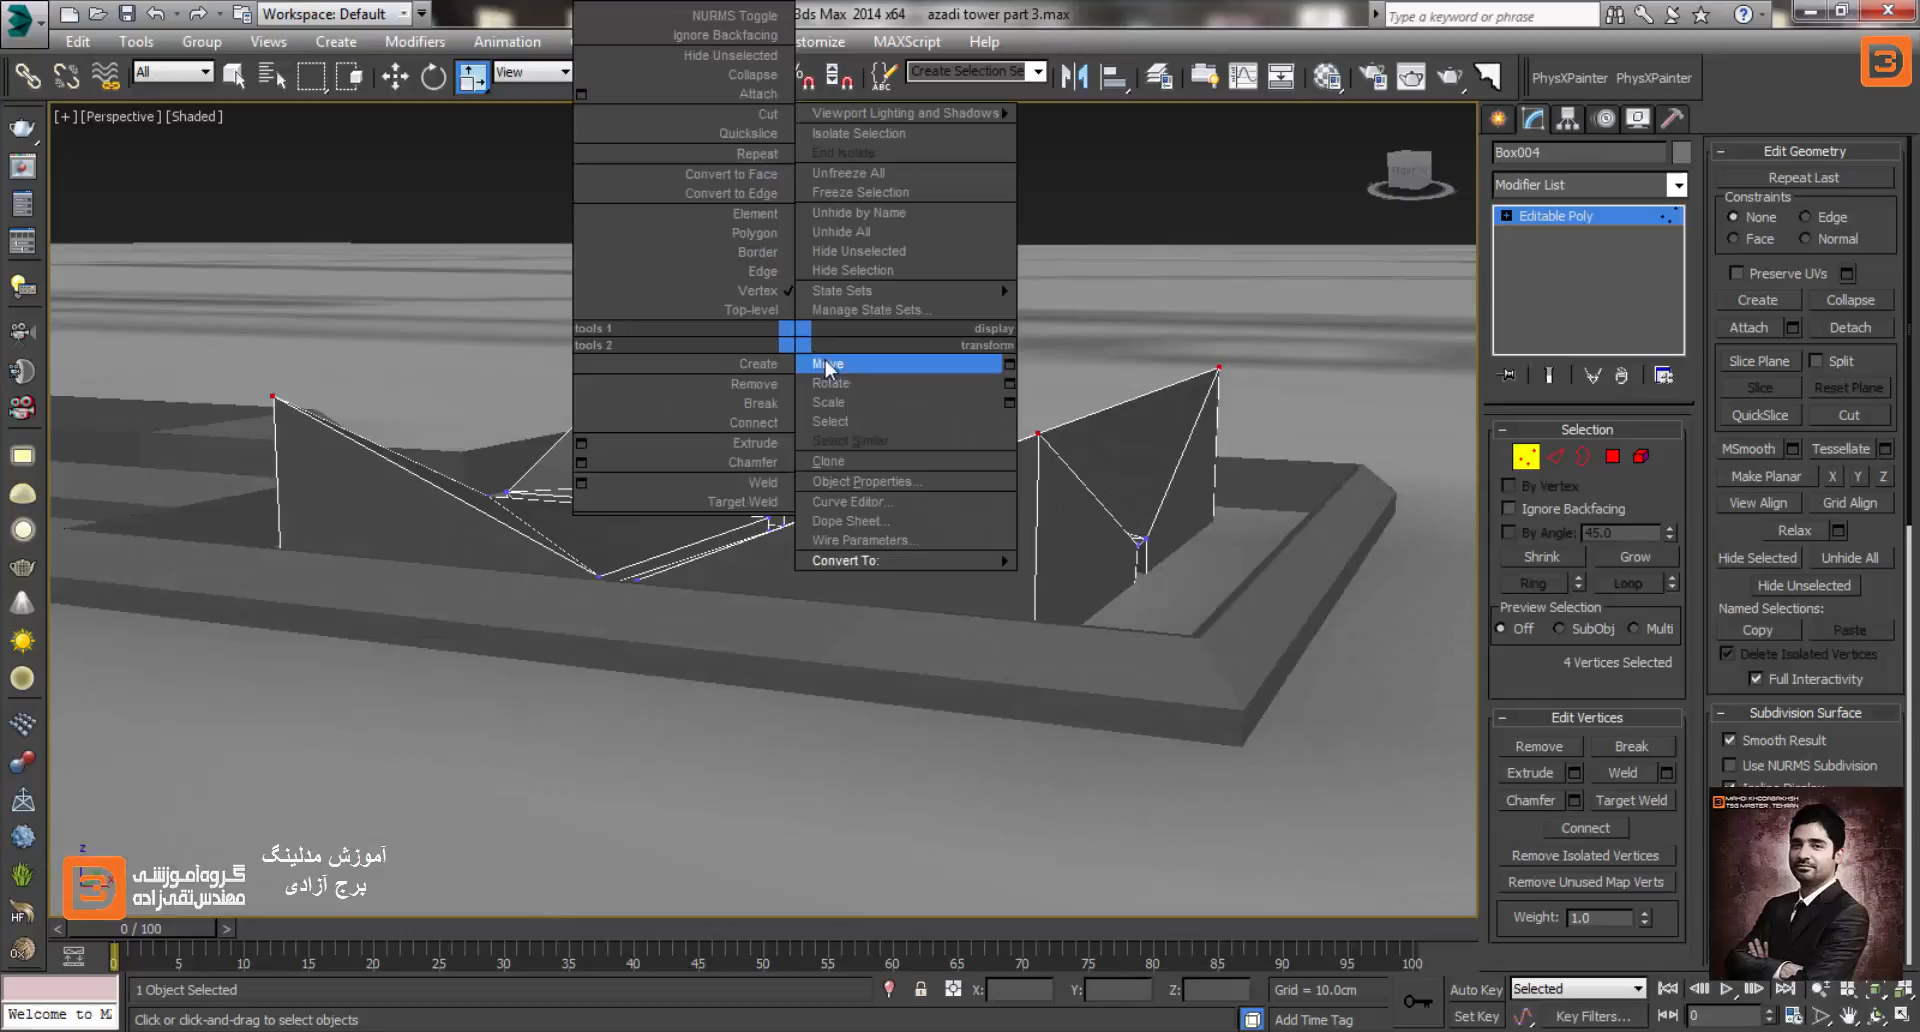 Workspace: Default
3ds Max 2014 x64 azadi tower part 3.max
Type a keyword or phrase
Edit Tools Group Views Create Modifiers Animation
MAXScript Help
All
View
PhysXPainter PhysXPainter
[+] [Perspective] [Shaded]
NURMS Toggle
Ignore Backfacing
Hide Unselected
Collapse
Attach
Cut
Quickslice
Repeat
Convert to Face
Convert to Edge
Element
Polygon
Border
Edge
Vertex
Top-level
tools 1
tools 2
Create
Remove
Break
Connect
Extrude
Chamfer
Weld
Target Weld
Viewport Lighting and Shadows
Isolate Selection
End Isolate
Unfreeze All
Freeze Selection
Unhide by Name
Unhide All
Hide Unselected
Hide Selection
State Sets
Manage State Sets...
display
transform
Move
Rotate
Scale
Select
Select Similar
Clone
Object Properties...
Curve Editor...
Dope Sheet...
Wire Parameters...
Convert To:
Box004
Modifier List
Editable Poly
Selection
By Vertex
Ignore Backfacing
By Angle: 45.0
Shrink Grow
Ring Loop
Preview Selection
Off SubObj Multi
4 Vertices Selected
Edit Vertices
Remove Break
Extrude Weld
Chamfer Target Weld
Connect
Remove Isolated Vertices
Remove Unused Map Verts
Weight: 1.0
Edit Geometry
Repeat Last
Constraints
None Edge
Face Normal
Preserve UVs
Create Collapse
Attach Detach
Slice Plane Split
Slice Reset Plane
QuickSlice Cut
MSmooth Tessellate
Make Planar X Y Z
View Align Grid Align
Relax
Hide Selected Unhide All
Hide Unselected
Named Selections:
Copy Paste
Delete Isolated Vertices
Full Interactivity
Subdivision Surface
Smooth Result
Use NURMS Subdivision
MAHDI KHODABAKHSH
TSG MASTER . TEHRAN
گروه آموزشی
مهندس تقی زاده
آموزش مدلینگ
برج آزادی
0 / 100
0 5 10 15 20 25 30 35 40 45 50 55 60 65 70 75 80 85 90 95 100
1 Object Selected
X: Y: Z:
Grid = 10.0cm
Auto Key
Selected
Welcome to M
Click or click-and-drag to select objects
Add Time Tag
Set Key
Key Filters...
0